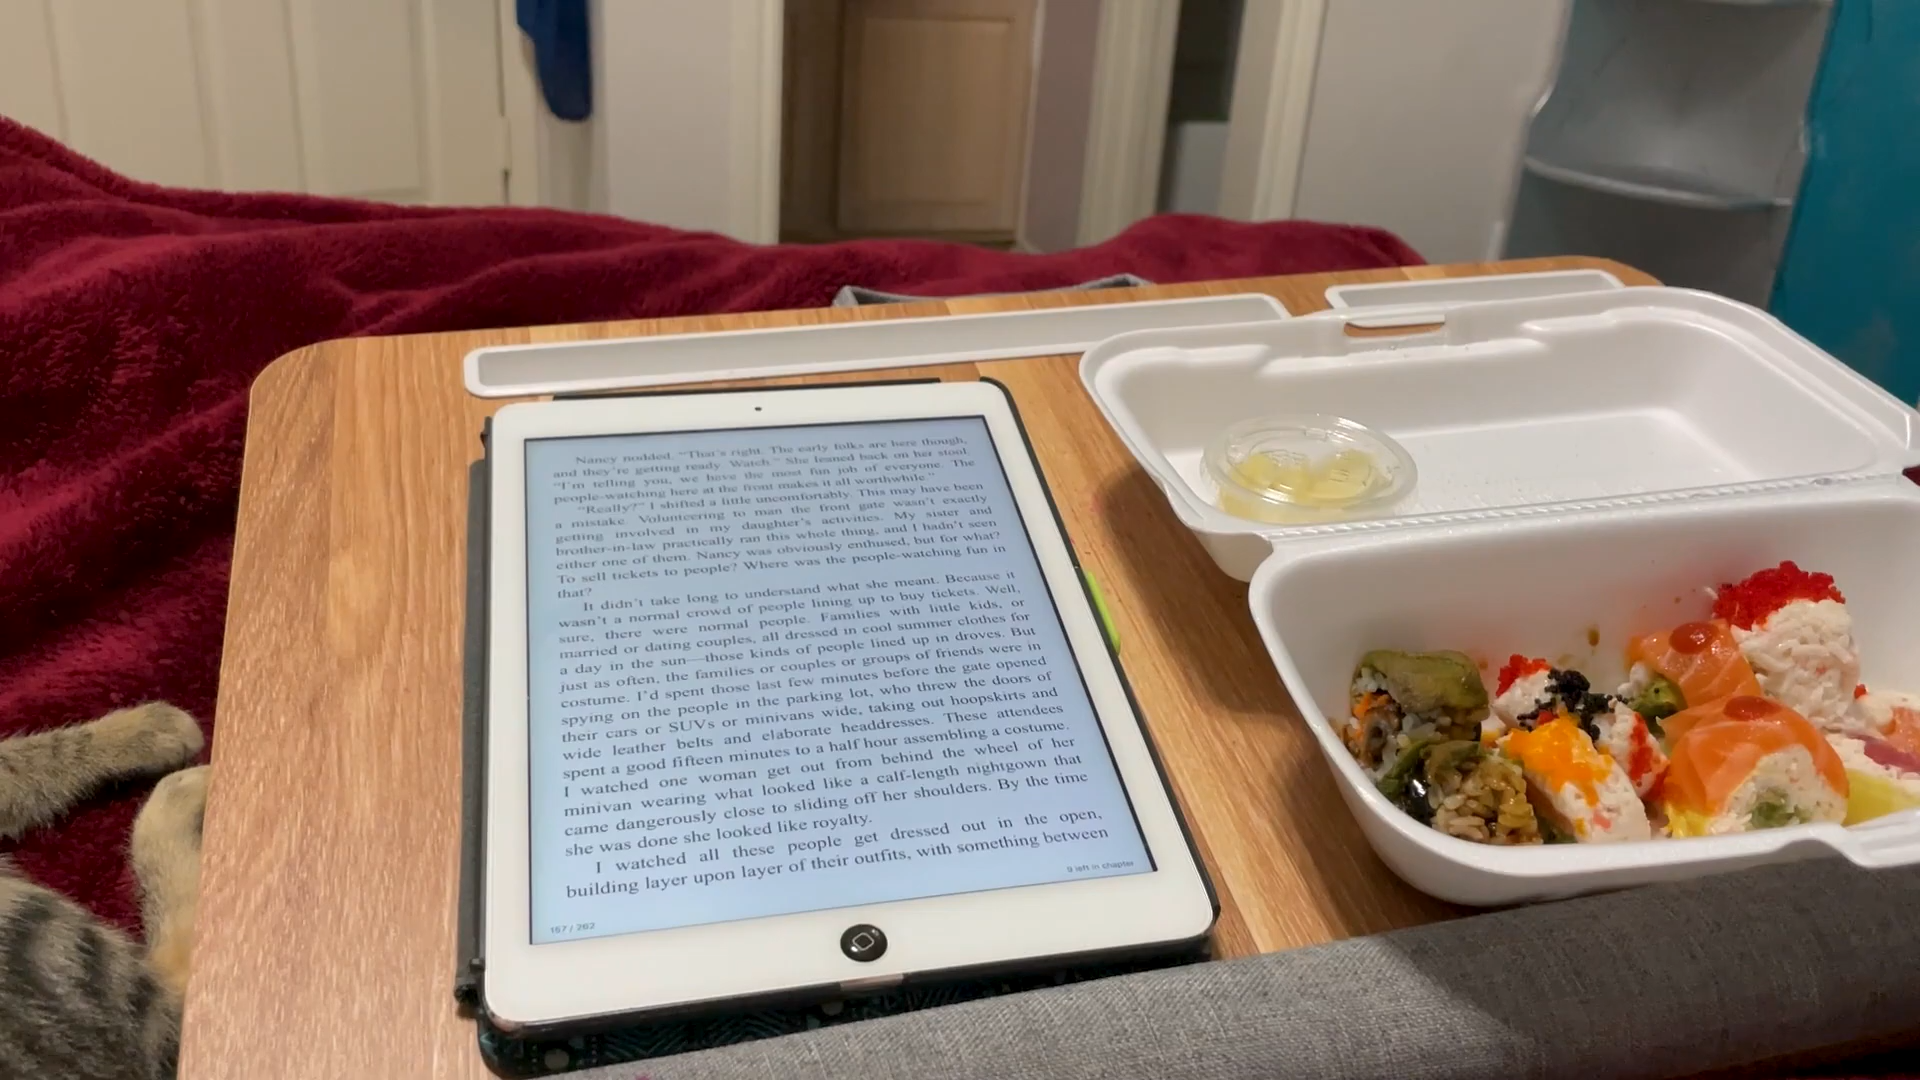 Nancy nodded. “That’s right. The early folks are here though,
and they’re getting ready. Watch.” She leaned back on her stool.
“I’m telling you, we have the most fun job of everyone. The
people-watching here at the front makes it all worthwhile.”
“Really?” I shifted a little uncomfortably. This may have been
a mistake. Volunteering to man the front gate wasn’t exactly
getting involved in my daughter’s activities. My sister and
brother-in-law practically ran this whole thing, and I hadn’t seen
either one of them. Nancy was obviously enthused, but for what?
To sell tickets to people? Where was the people-watching fun in
that?
It didn’t take long to understand what she meant. Because it
wasn’t a normal crowd of people lining up to buy tickets. Well,
sure, there were normal people. Families with little kids, or
married or dating couples, all dressed in cool summer clothes for
a day in the sun—those kinds of people lined up in droves. But
just as often, the families or couples or groups of friends were in
costume. I’d spent those last few minutes before the gate opened
spying on the people in the parking lot, who threw the doors of
their cars or SUVs or minivans wide, taking out hoopskirts and
wide leather belts and elaborate headdresses. These attendees
spent a good fifteen minutes to a half hour assembling a costume.
I watched one woman get out from behind the wheel of her
minivan wearing what looked like a calf-length nightgown that
came dangerously close to sliding off her shoulders. By the time
she was done she looked like royalty.
I watched all these people get dressed out in the open,
building layer upon layer of their outfits, with something between
157 / 262
9 left in chapter